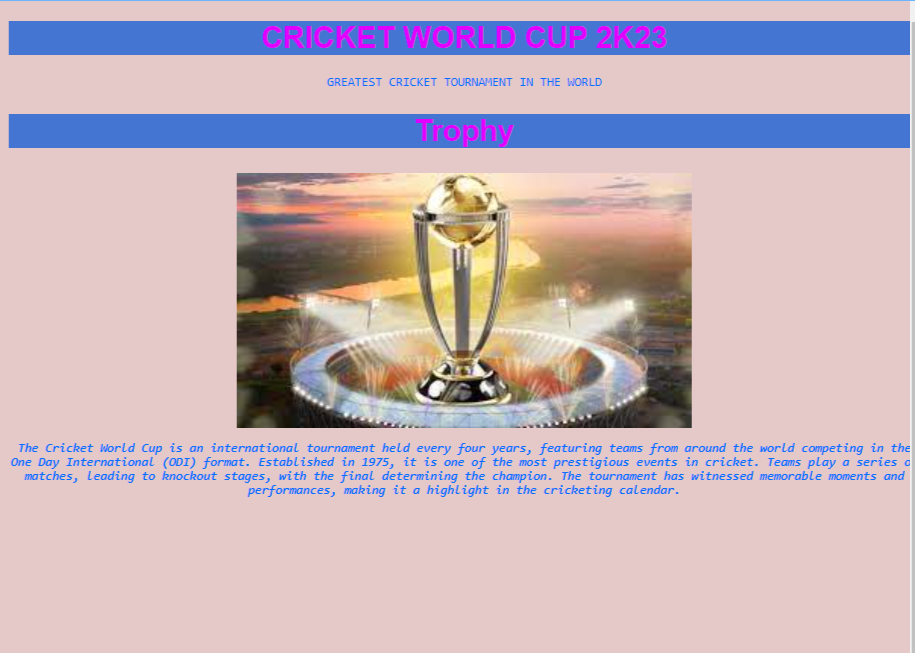 CRICKET WORLD CUP 2K23
GREATEST CRICKET TOURNAMENT IN THE WORLD
Trophy
The Cricket World Cup is an international tournament held every four years, featuring teams from around the world competing in the
One Day International (ODI) format. Established in 1975, it is one of the most prestigious events in cricket. Teams play a series
matches, leading to knockout stages, with the final determining the champion. The tournament has witnessed memorable moments and
performances, making it a highlight in the cricketing calendar.